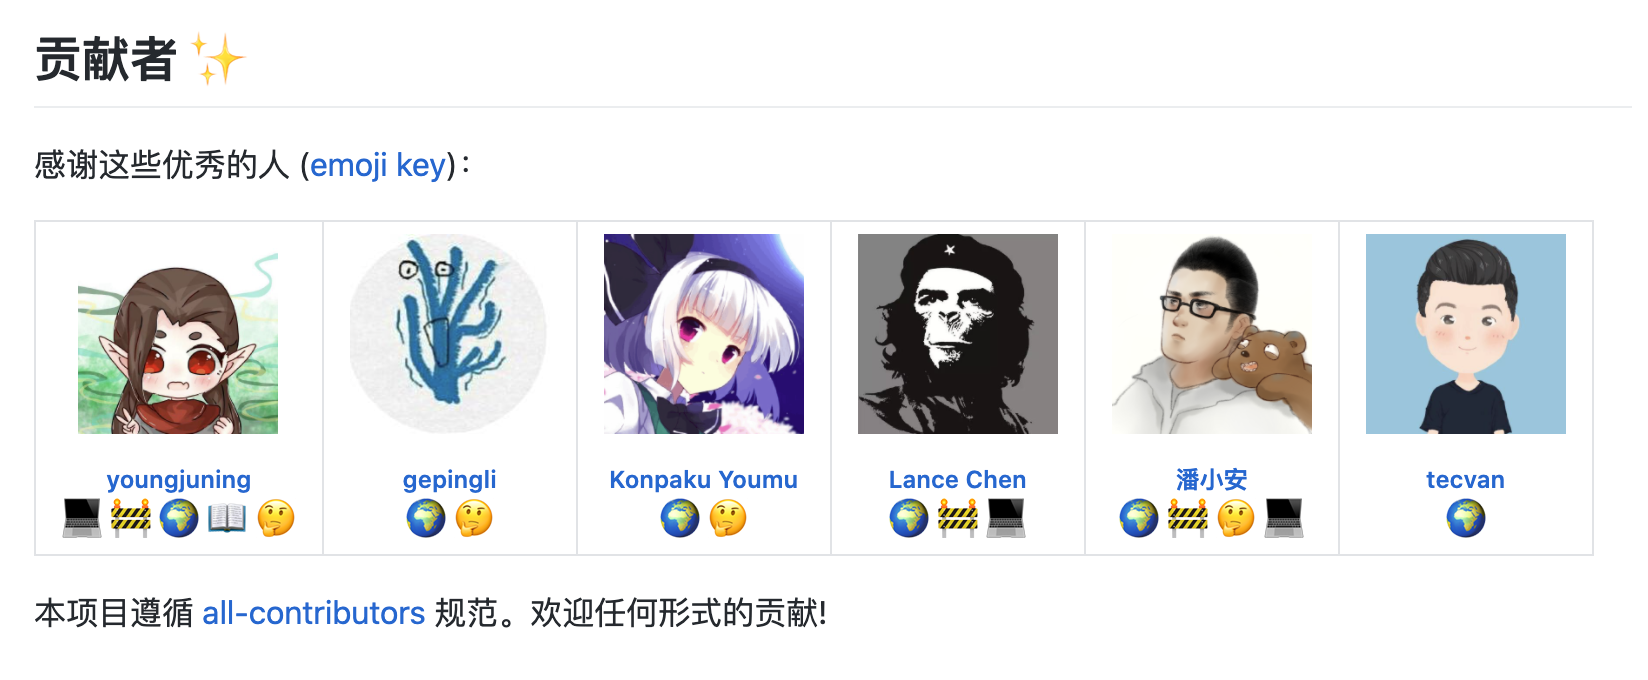 贡献者 ✨
感谢这些优秀的人 (emoji key)：
youngjuning
💻 🚧 🌍 📖 🤔
gepingli
🌍 🤔
Konpaku Youmu
🌍 🤔
Lance Chen
🌍 🚧 💻
潘小安
🌍 🚧 🤔 💻
tecvan
🌍
本项目遵循 all-contributors 规范。欢迎任何形式的贡献!